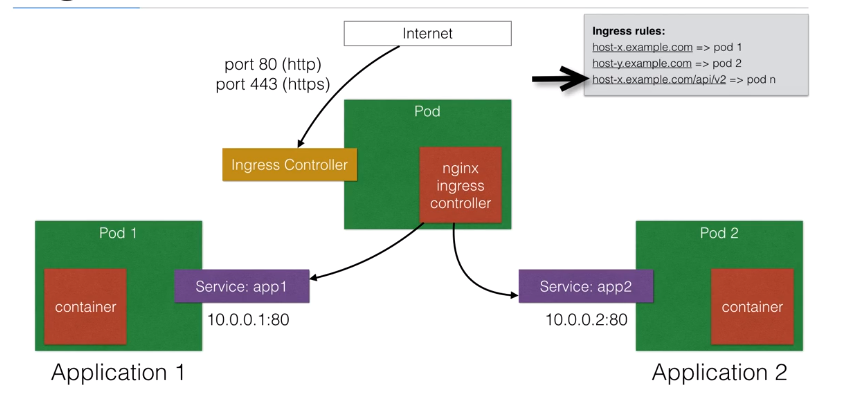 Internet
Ingress rules:
host-x.example.com => pod 1
host-y.example.com => pod 2
host-x.example.com/api/v2 => pod n
port 80 (http)
port 443 (https)
Pod
Ingress Controller
nginx
ingress
controller
Pod 1
container
Service: app1
10.0.0.1:80
Application 1
Pod 2
Service: app2
container
10.0.0.2:80
Application 2